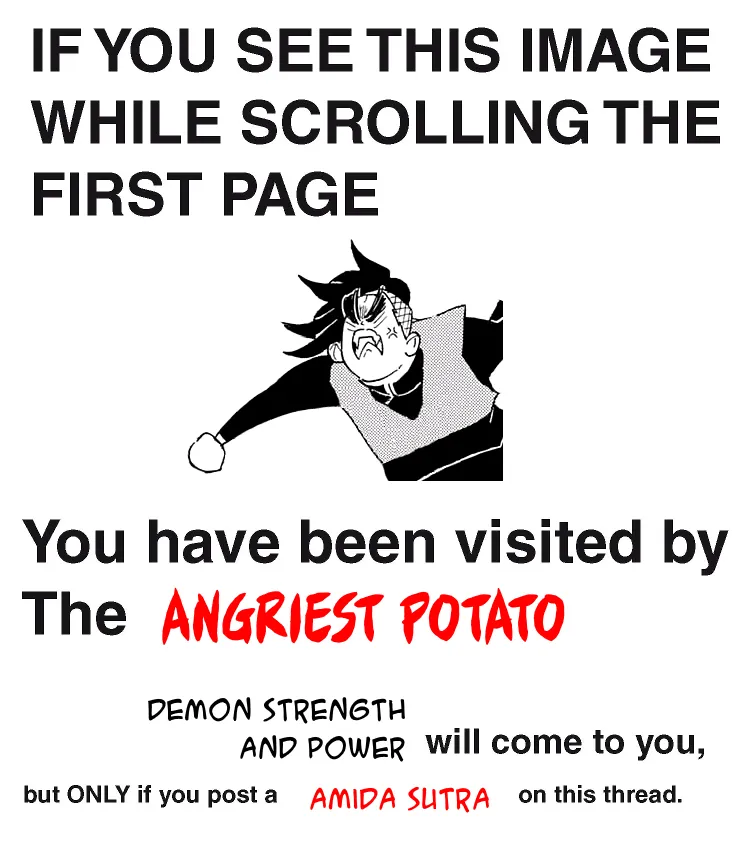 IF YOU SEE THIS IMAGE
WHILE SCROLLING THE
FIRST PAGE
You have been visited by
The ANGRIEST POTATO
DEMON STRENGTH
AND POWER will come to you,
but ONLY if you post a AMIDA SUTRA on this thread.